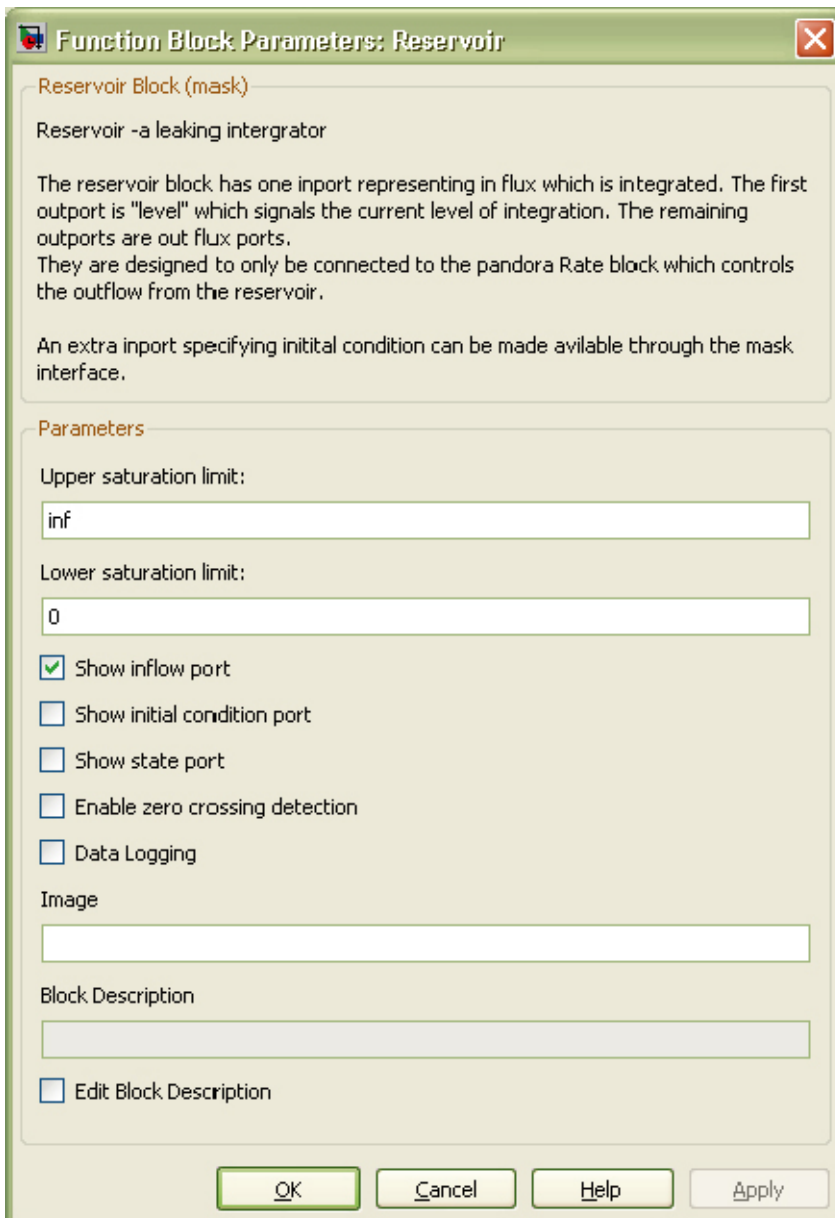 Function Block Parameters: Reservoir
Reservoir Block (mask)
Reservoir -a leaking intergrator
The reservoir block has one inport representing in flux which is integrated. The first
outport is "level" which signals the current level of integration. The remaining
outports are out flux ports.
They are designed to only be connected to the pandora Rate block which controls
the outflow from the reservoir.
An extra inport specifying initital condition can be made avilable through the mask
interface.
Parameters
Upper saturation limit:
inf
Lower saturation limit:
0
Show inflow port
Show initial condition port
Show state port
Enable zero crossing detection
Data Logging
Image
Block Description
Edit Block Description
OK Cancel Help Apply